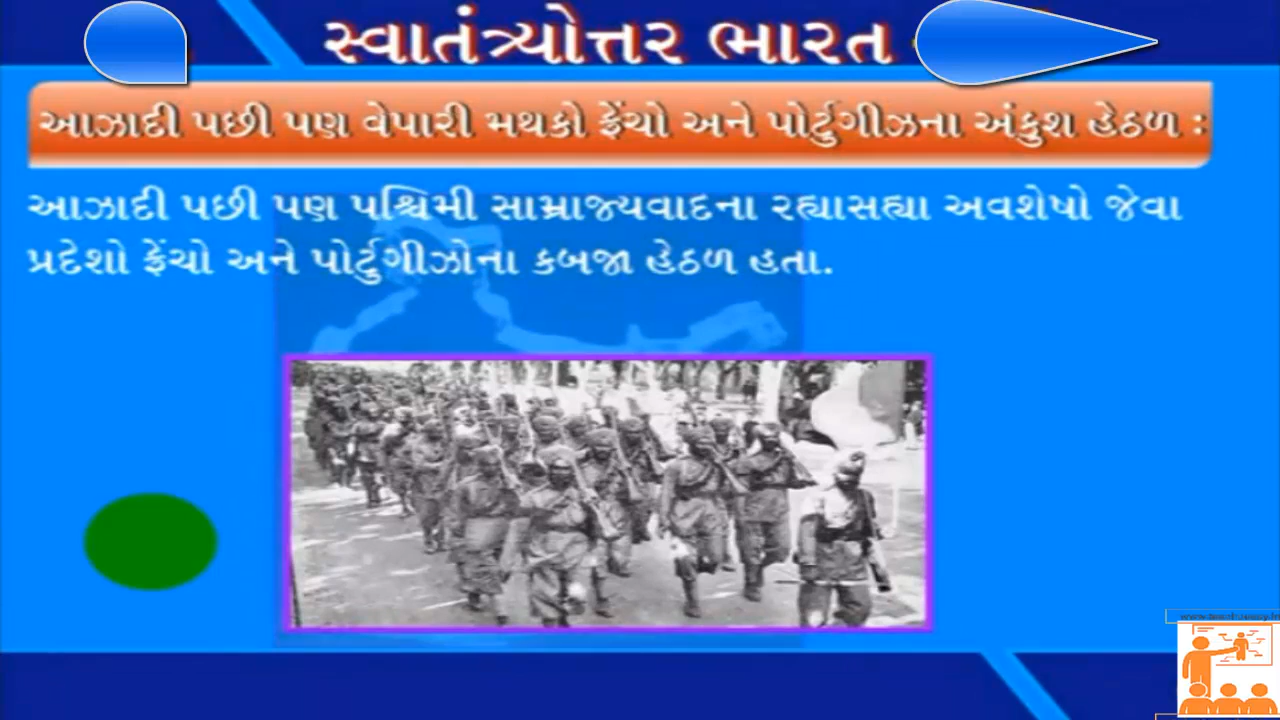 સ્વાતંત્ર્યોત્તર ભારત
આઝાદી પછી પણ વેપારી મથકો ફ્રેંચો અને પોર્ટુગીઝના અંકુશ હેઠળ :
આઝાદી પછી પણ પશ્ચિમી સામ્રાજ્યવાદના રહ્યાસહ્યા અવશેષો જેવા
પ્રદેશો ફ્રેંચો અને પોર્ટુગીઝોના કબજા હેઠળ હતા.